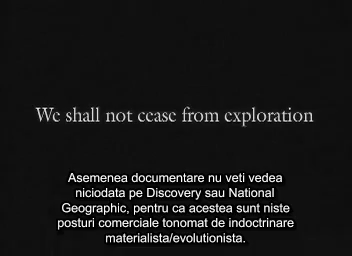 We shall not cease from exploration
Asemenea documentare nu veti vedea
niciodata pe Discovery sau National
Geographic, pentru ca acestea sunt niste
posturi comerciale tonomat de indoctrinare
materialista/evolutionista.